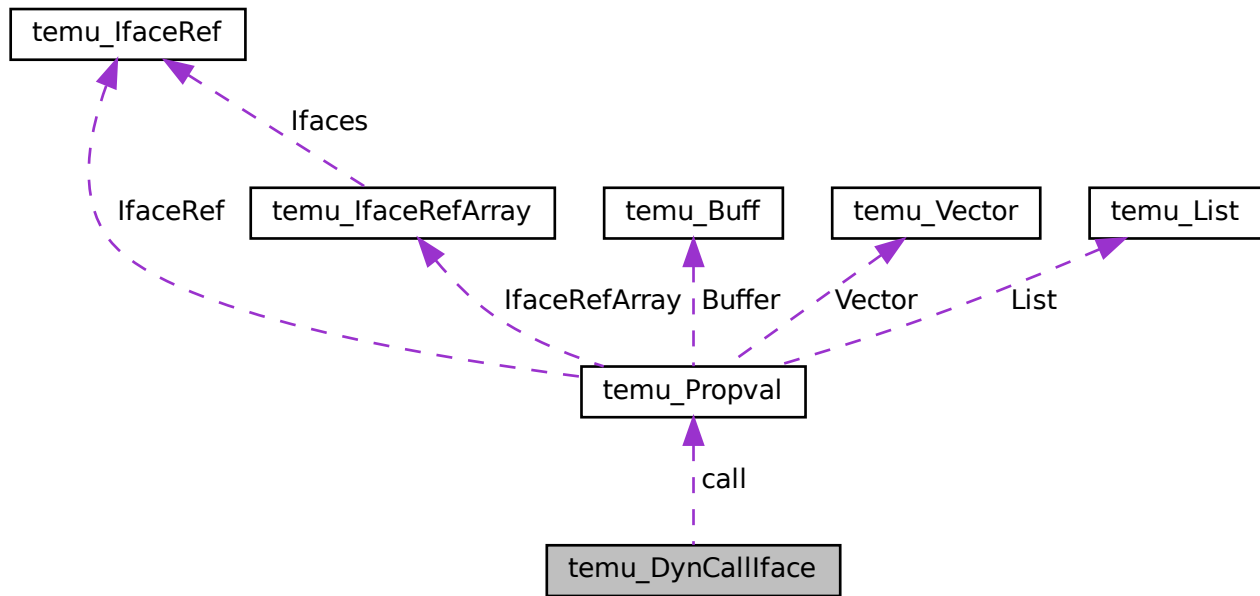 temu_IfaceRef
Ifaces
IfaceRef
temu_IfaceRefArray
temu_Buff
temu_Vector
temu_List
IfaceRefArray
Buffer
Vector
List
temu_Propval
call
temu_DynCallIface